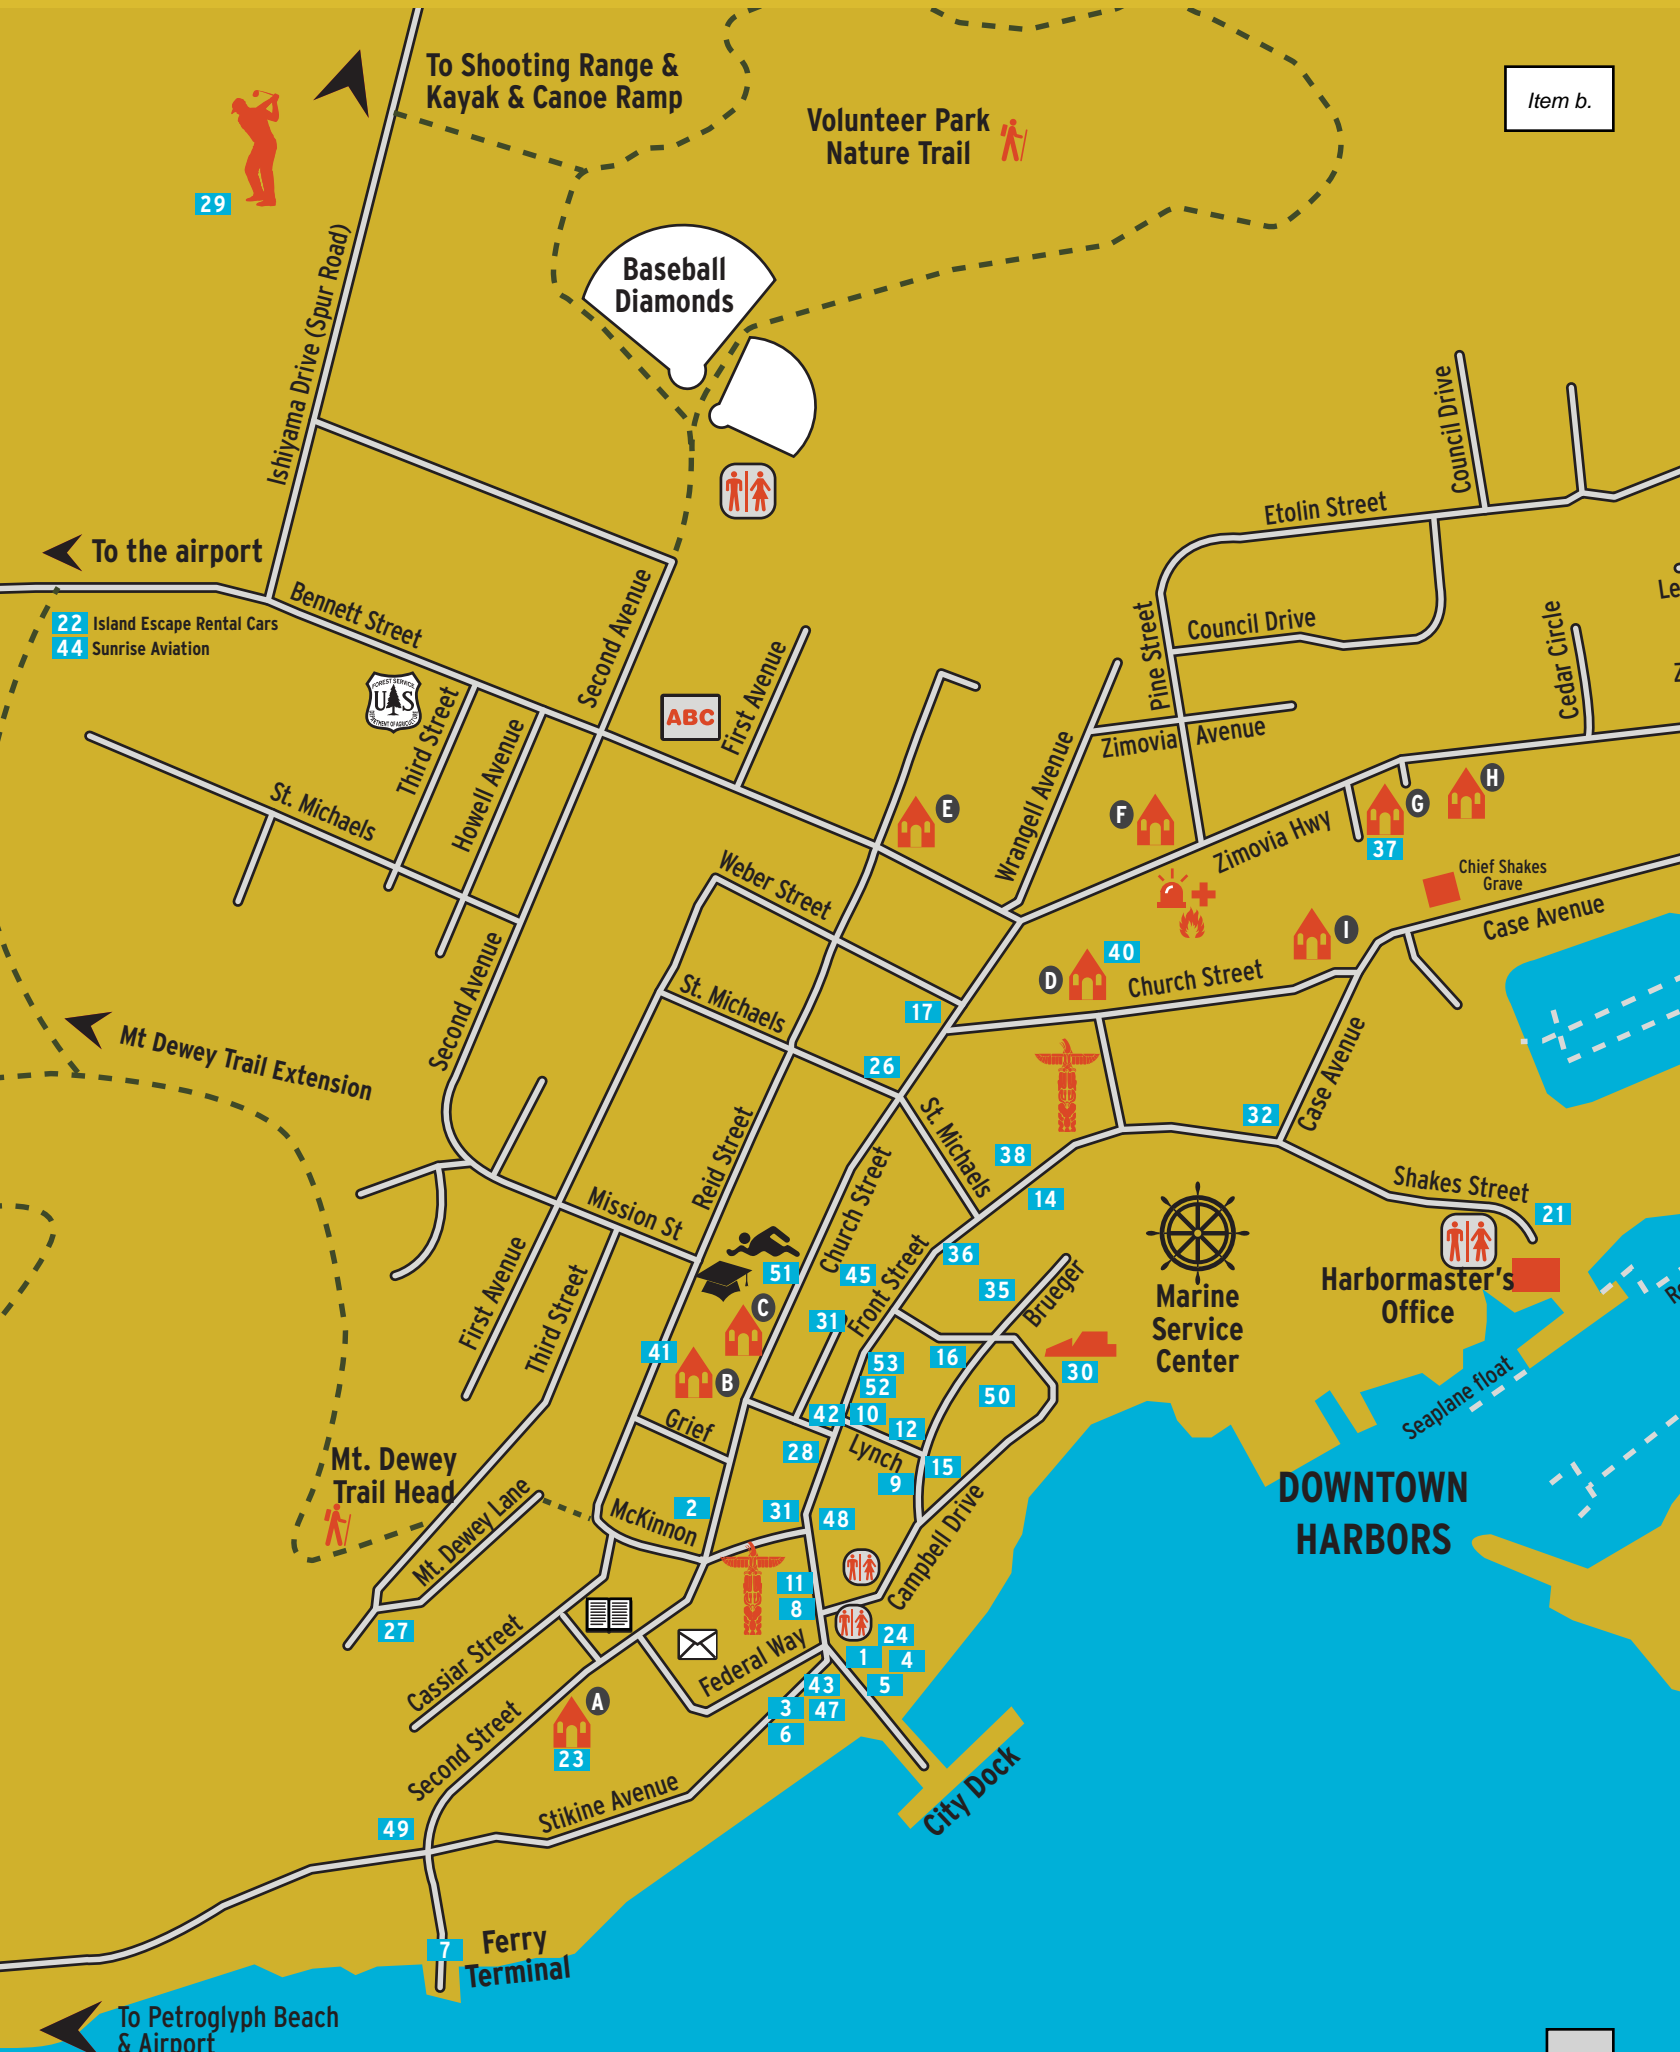 To Shooting Range &
Kayak & Canoe Ramp
Volunteer Park
Nature Trail
Item b.
29
Ishiyama Drive (Spur Road)
Baseball
Diamonds
Council Drive
Etolin Street
To the airport
22 Island Escape Rental Cars
44 Sunrise Aviation
Bennett Street
Second Avenue
Pine Street
Council Drive
Cedar Circle
Le
Z
FOREST SERVICE
US
DEPARTMENT OF AGRICULTURE
Third Street
ABC
First Avenue
Howell Avenue
St. Michaels
Wrangell Avenue
Zimovia Avenue
E
F
G
H
37
Zimovia Hwy
Chief Shakes
Grave
Weber Street
Case Avenue
I
40
D
Church Street
Second Avenue
St. Michaels
17
Mt Dewey Trail Extension
26
Case Avenue
32
St. Michaels
Reid Street
38
14
Church Street
Mission St
Shakes Street
21
First Avenue
Third Street
51
45
Front Street
36
35
Brueger
Marine
Service
Center
Harbormaster's
Office
Re
C
31
41
B
53
52
16
30
50
Seaplane float
Grief
42
10
12
28
Lynch
15
9
Mt. Dewey
Trail Head
DOWNTOWN
HARBORS
Mt. Dewey Lane
McKinnon
2
31
48
Campbell Drive
11
8
27
Cassiar Street
Federal Way
24
1
4
5
43
3
47
6
A
23
Second Street
Stikine Avenue
City Dock
49
7
Ferry
Terminal
To Petroglyph Beach
& Airport